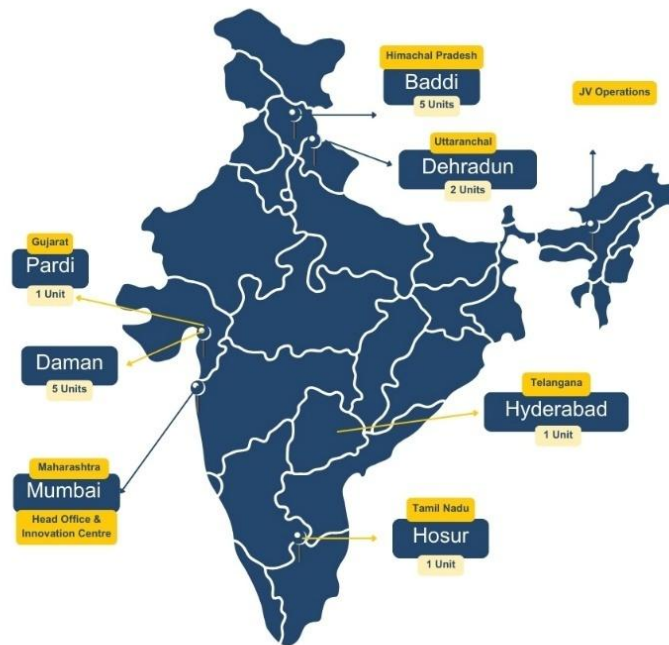 Himachal Pradesh
Baddi
5 Units
JV Operations
Uttaranchal
Dehradun
2 Units
Gujarat
Pardi
1 Unit
Daman
5 Units
Telangana
Hyderabad
1 Unit
Maharashtra
Mumbai
Head Office &
Innovation Centre
Tamil Nadu
Hosur
1 Unit